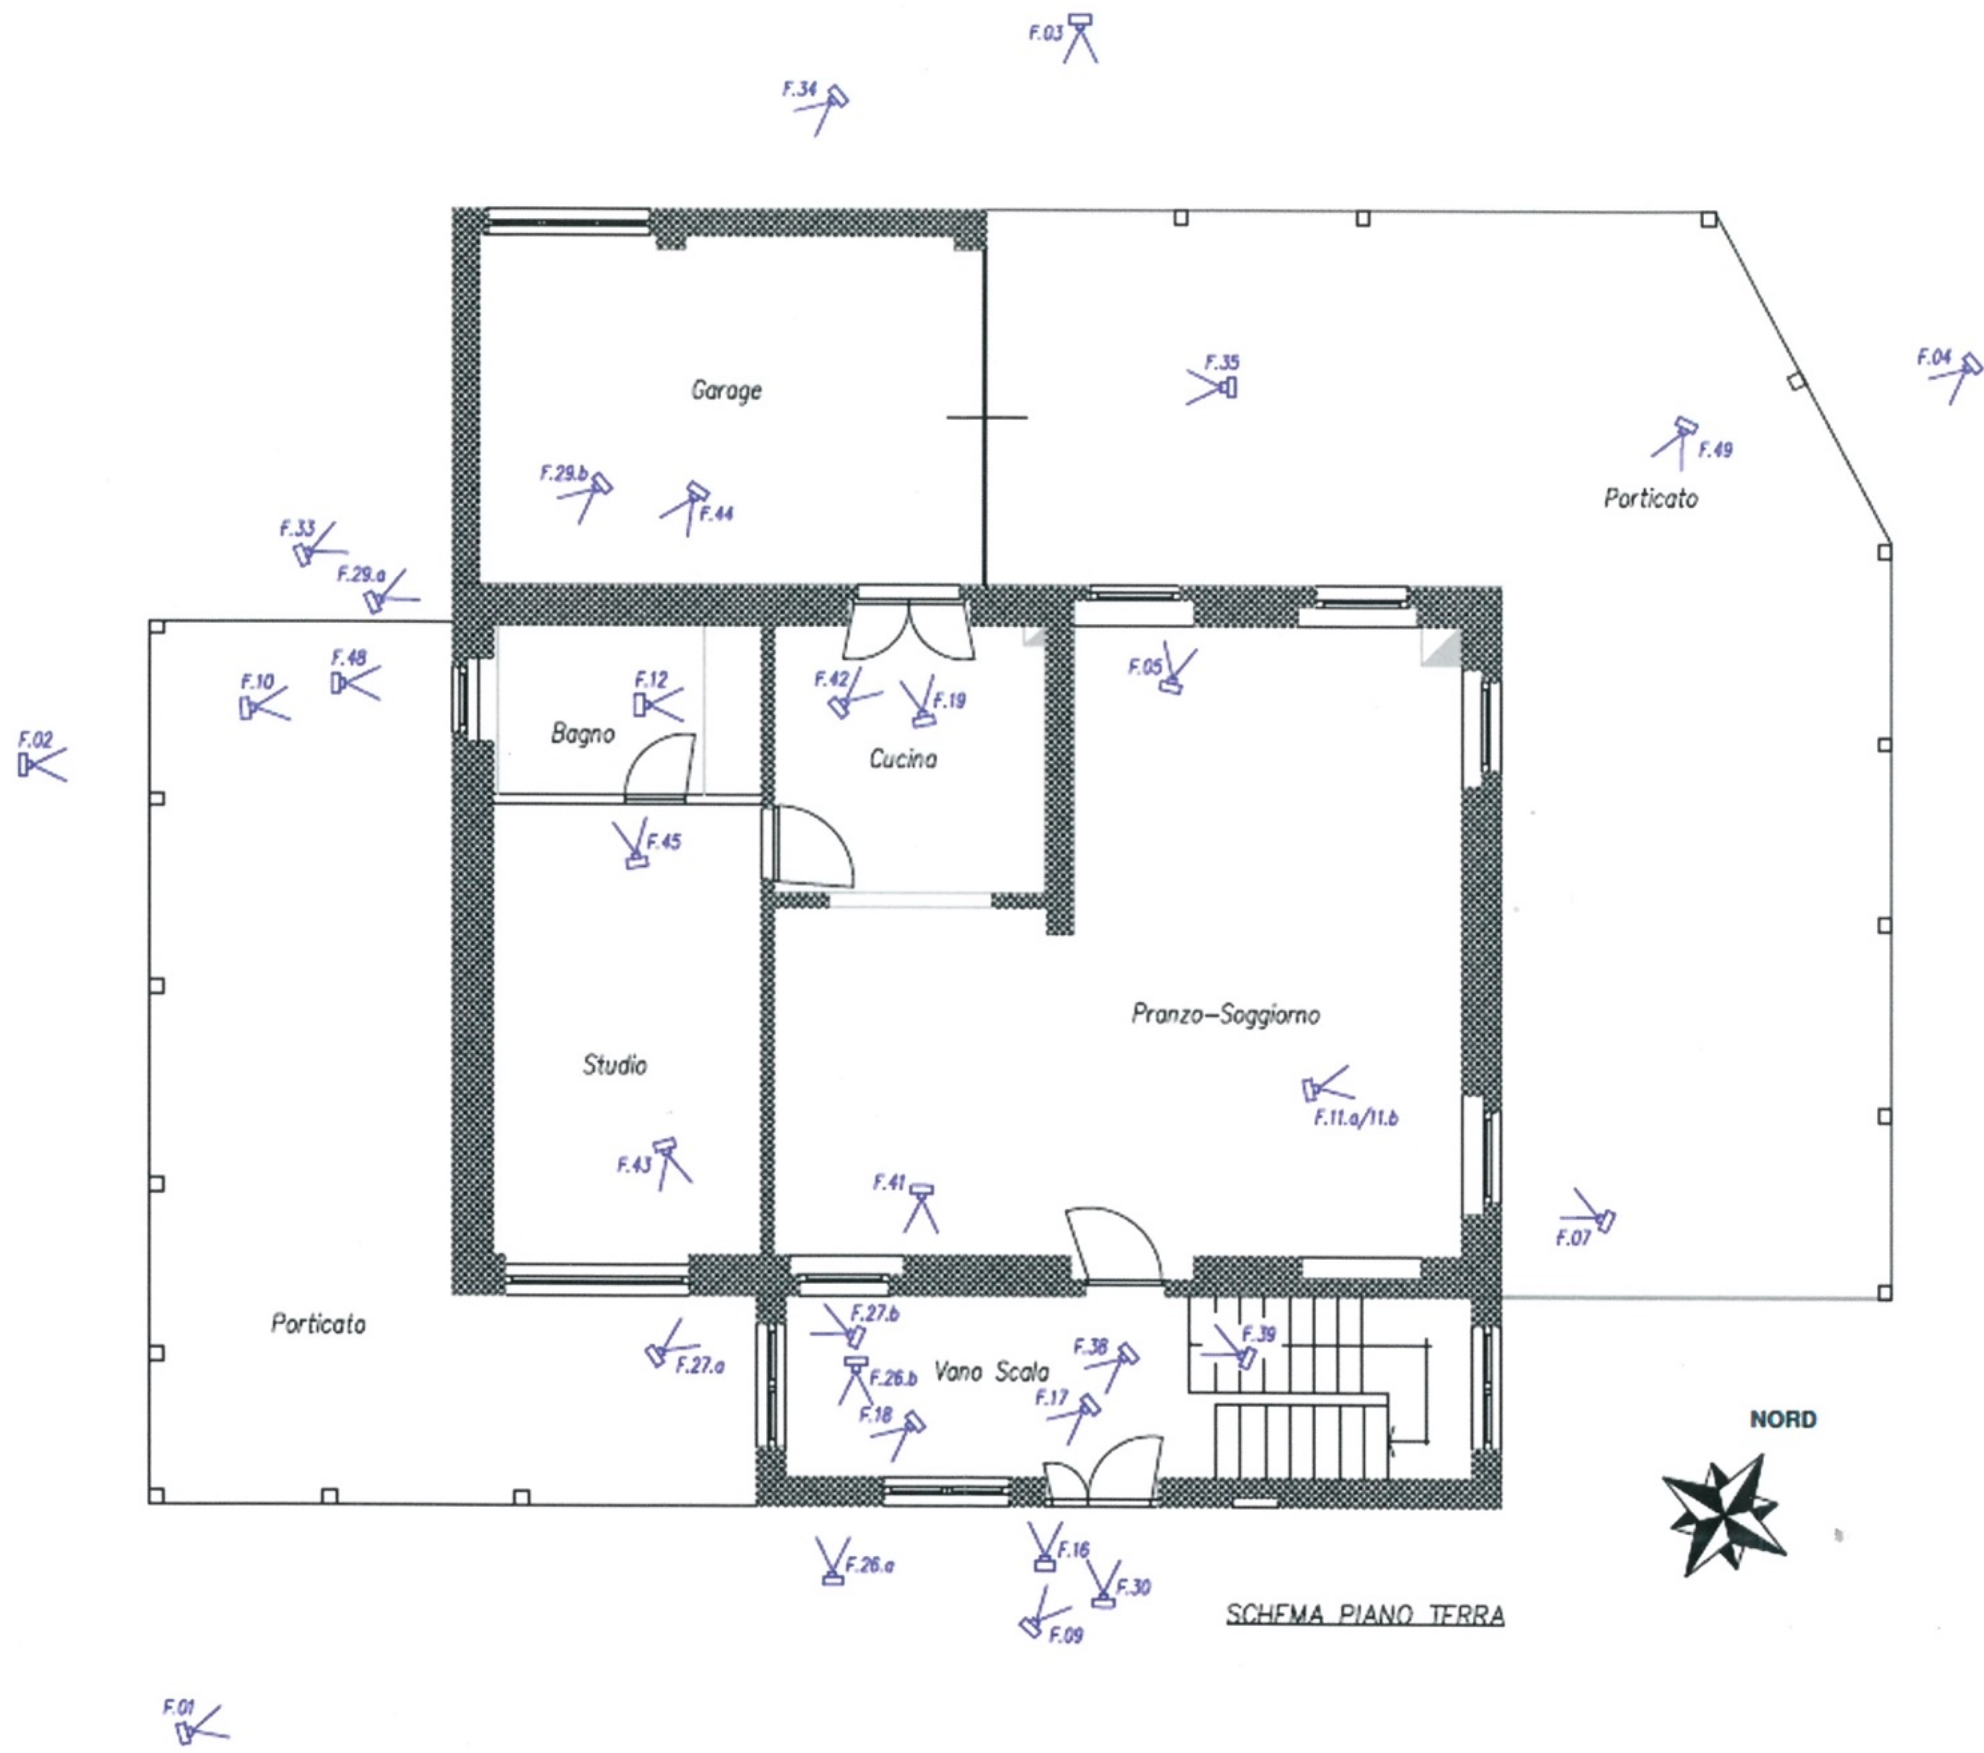 F.03
F.34
F.35
F.04
Garage
F.49
F.29.b
Porticato
F.44
F.33
F.29.a
F.48
F.10
F.12
F.42
F.19
F.05
Bagno
F.02
Cucina
F.45
Pranzo-Soggiorno
Studio
F.11.a/11.b
F.43
F.41
F.07
Porticato
F.27.b
F.27.a
F.38
F.39
Vano Scala
F.26.b
F.17
F.18
NORD
F.16
F.26.a
F.30
F.09
SCHEMA PIANO TERRA
F.01